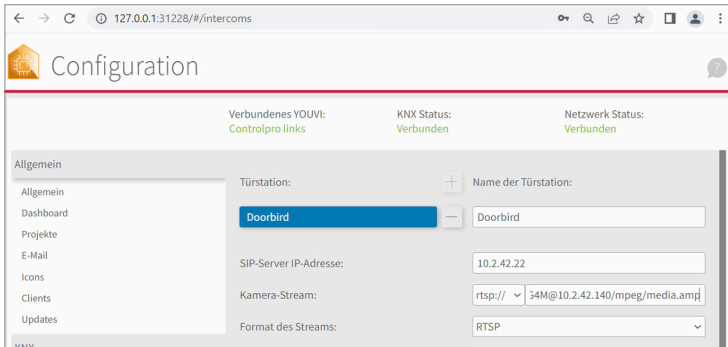 127.0.0.1:31228/#/intercoms
Configuration
?
Verbundenes YOUVI: KNX Status: Netzwerk Status:
Controlpro links Verbunden Verbunden
Allgemein
Allgemein
Dashboard
Projekte
E-Mail
Icons
Clients
Updates
KNX
Türstation: + Name der Türstation:
Doorbird — Doorbird
SIP-Server IP-Adresse: 10.2.42.22
Kamera-Stream: rtsp:// G4M@10.2.42.140/mpeg/media.amp
Format des Streams: RTSP